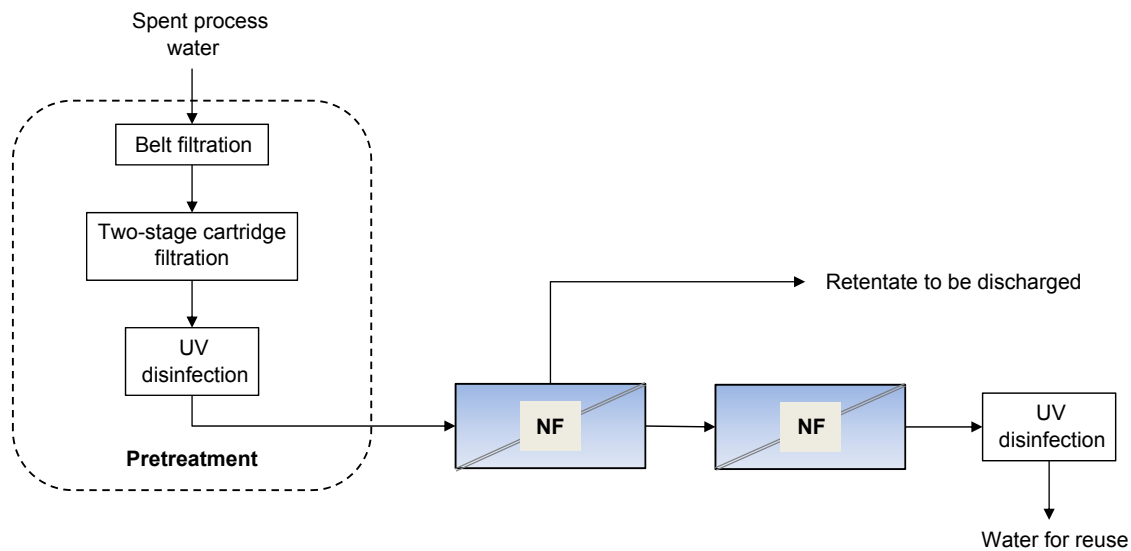 Spent process
water
Belt filtration
Two-stage cartridge
filtration
UV
disinfection
Pretreatment
Retentate to be discharged
NF
NF
UV
disinfection
Water for reuse